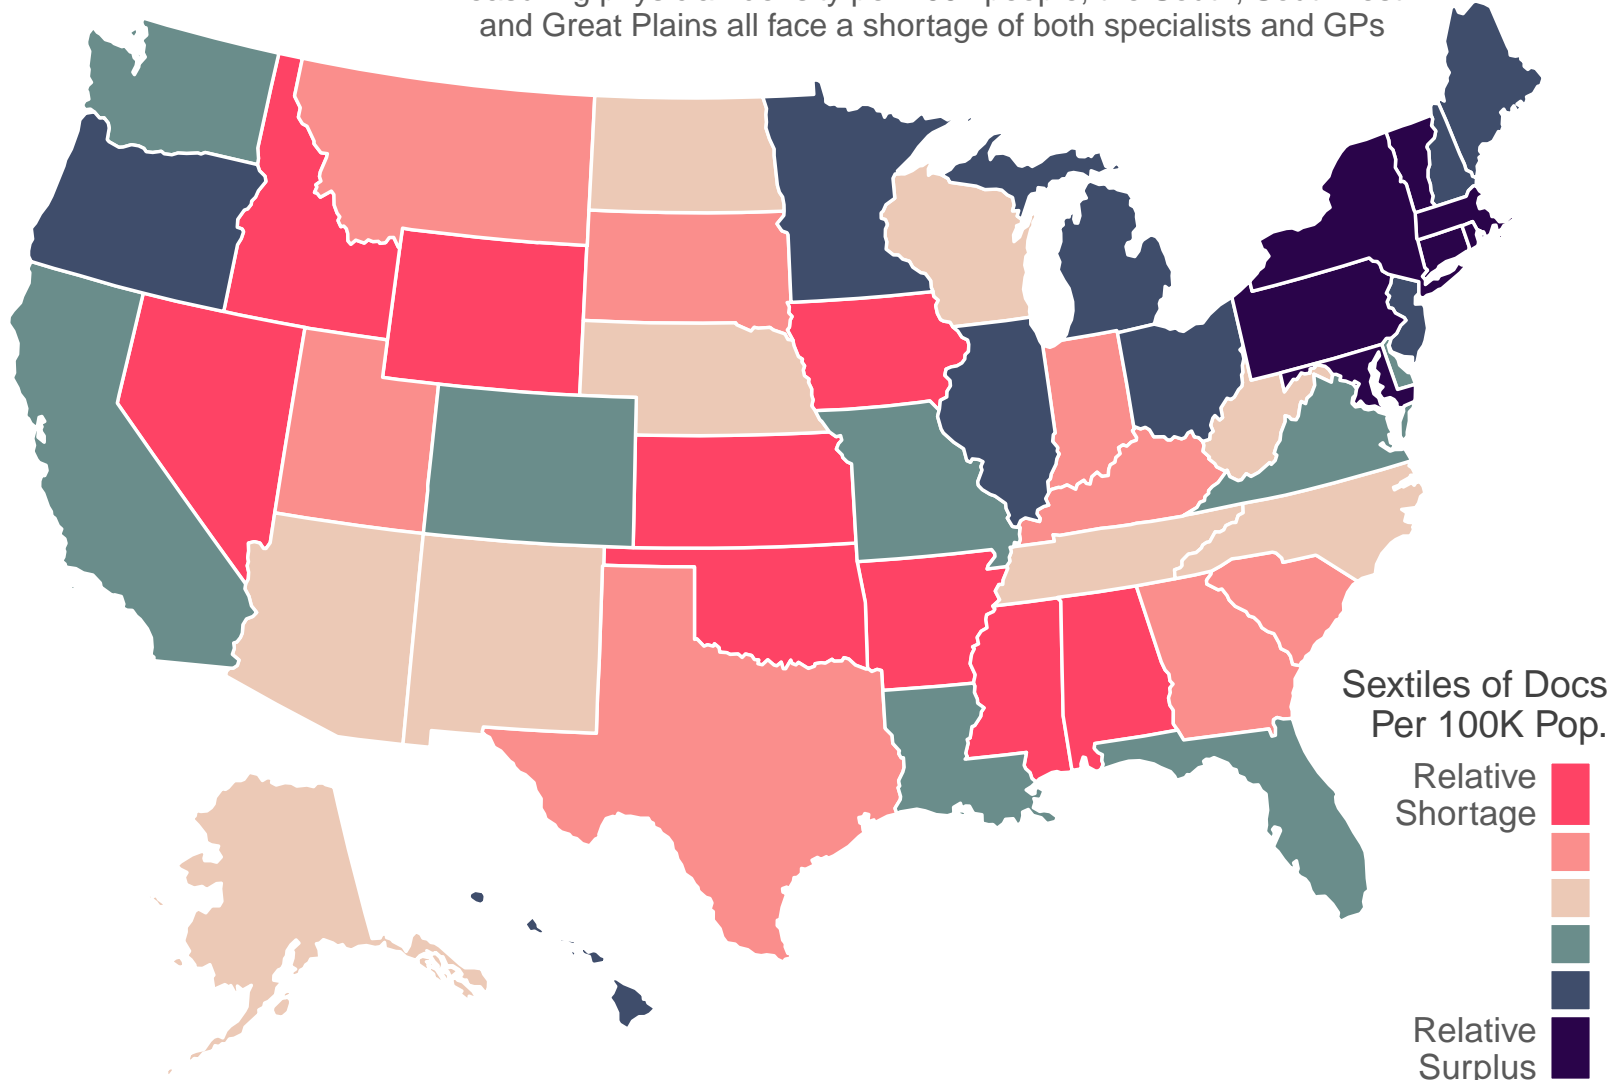 and Great Plains all face a shortage of both specialists and GPs
Sextiles of Docs
Per 100K Pop.
Relative
Shortage
Relative
Surplus